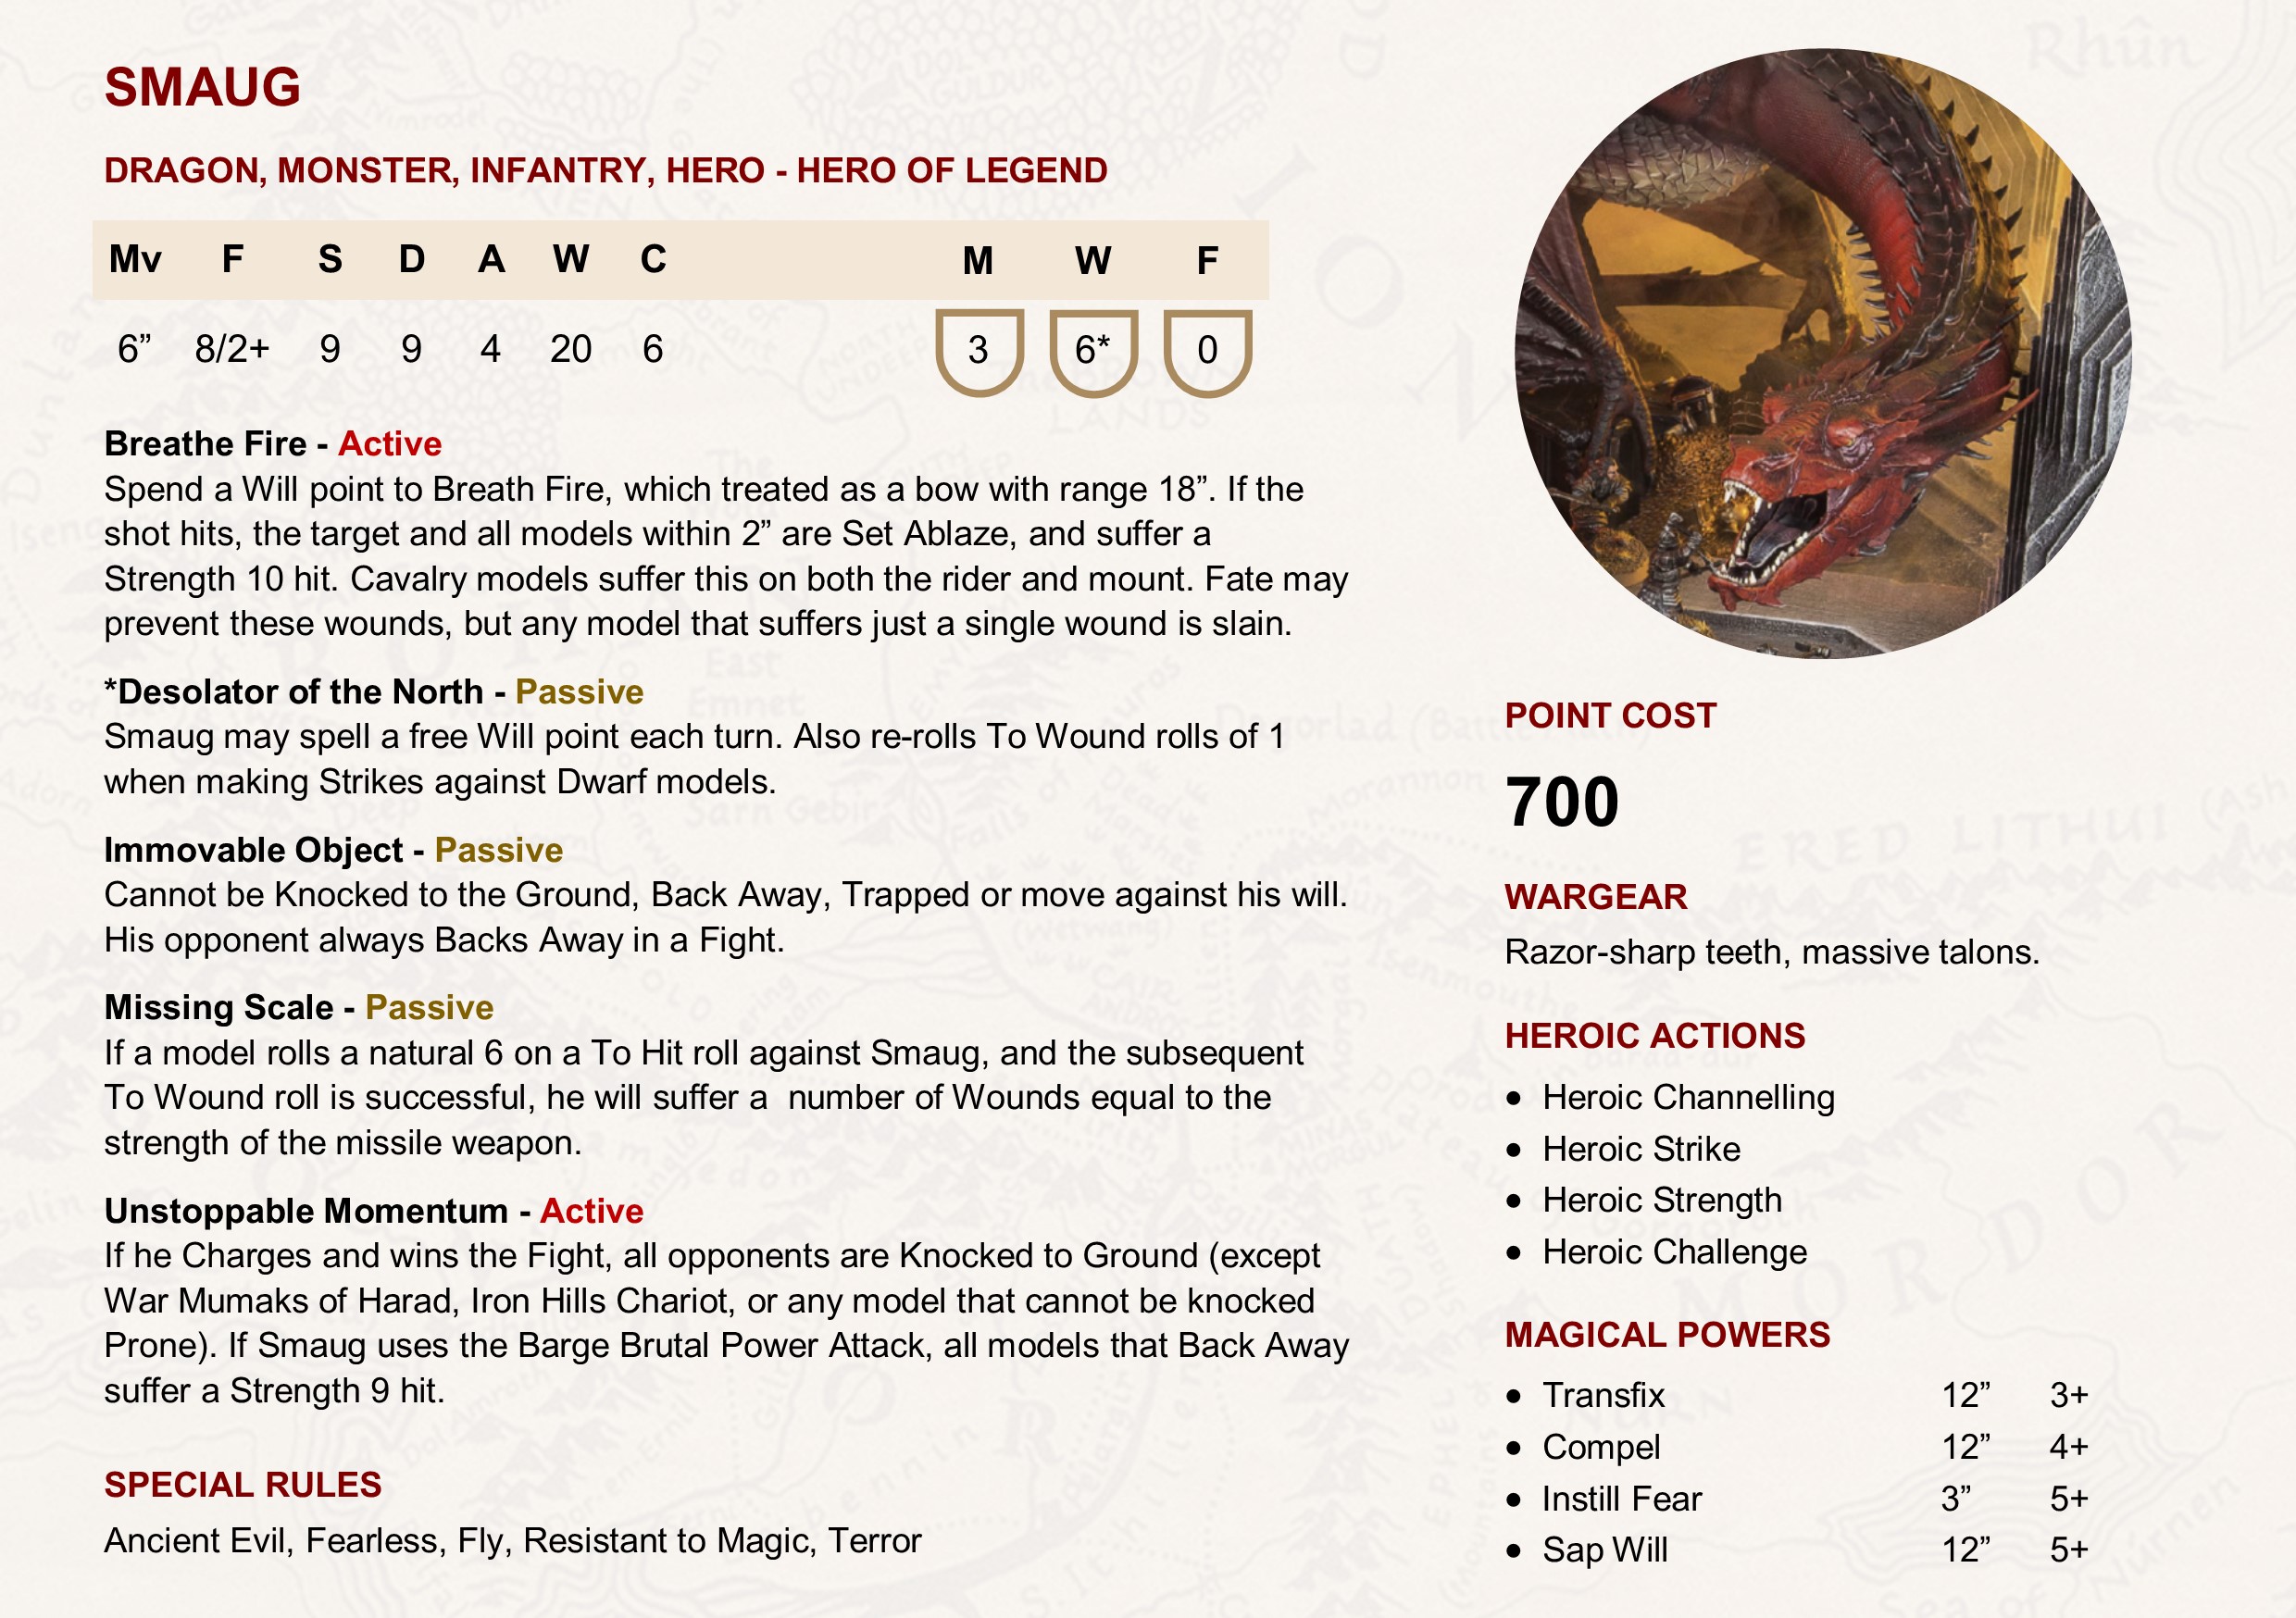 SMAUG
DRAGON, MONSTER, INFANTRY, HERO - HERO OF LEGEND
Mv F S D A W C M W F
6” 8/2+ 9 9 4 20 6 3 6* 0
Breathe Fire - Active
Spend a Will point to Breath Fire, which treated as a bow with range 18”. If the
shot hits, the target and all models within 2” are Set Ablaze, and suffer a
Strength 10 hit. Cavalry models suffer this on both the rider and mount. Fate may
prevent these wounds, but any model that suffers just a single wound is slain.
*Desolator of the North - Passive
Smaug may spell a free Will point each turn. Also re-rolls To Wound rolls of 1
when making Strikes against Dwarf models.
Immovable Object - Passive
Cannot be Knocked to the Ground, Back Away, Trapped or move against his will.
His opponent always Backs Away in a Fight.
Missing Scale - Passive
If a model rolls a natural 6 on a To Hit roll against Smaug, and the subsequent
To Wound roll is successful, he will suffer a  number of Wounds equal to the
strength of the missile weapon.
Unstoppable Momentum - Active
If he Charges and wins the Fight, all opponents are Knocked to Ground (except
War Mumaks of Harad, Iron Hills Chariot, or any model that cannot be knocked
Prone). If Smaug uses the Barge Brutal Power Attack, all models that Back Away
suffer a Strength 9 hit.
SPECIAL RULES
Ancient Evil, Fearless, Fly, Resistant to Magic, Terror
POINT COST
700
WARGEAR
Razor-sharp teeth, massive talons.
HEROIC ACTIONS
• Heroic Channelling
• Heroic Strike
• Heroic Strength
• Heroic Challenge
MAGICAL POWERS
• Transfix 12” 3+
• Compel 12” 4+
• Instill Fear 3” 5+
• Sap Will 12” 5+
Rhûn
ERED LITHUI
MORDOR